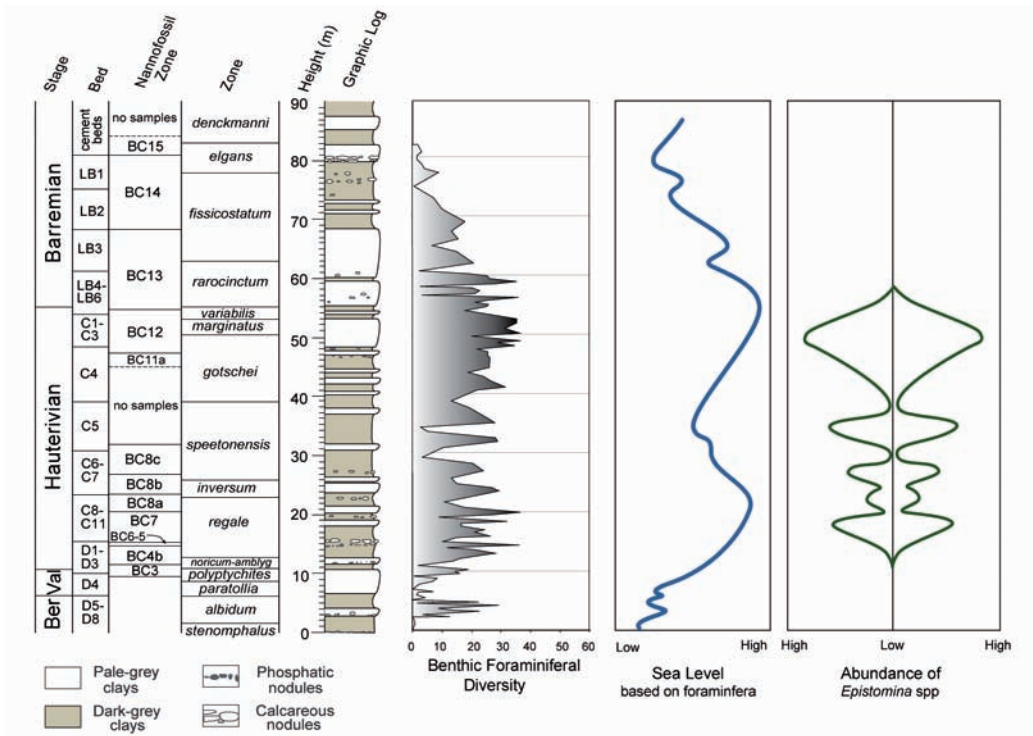 Stage
Bed
Nannofossil
Zone
Zone
Height (m)
Graphic Log
Barremian
Hauterivian
Val
Ber
cement
beds
LB1
LB2
LB3
LB4-
LB6
C1-
C3
C4
C5
C6-
C7
C8-
C11
D1-
D3
D4
D5-
D8
no samples
BC15
BC14
BC13
BC12
BC11a
no samples
BC8c
BC8b
BC8a
BC7
BC6-5
BC4b
BC3
denckmanni
elgans
fissicostatum
rarocinctum
variabilis
marginatus
gotschei
speetonensis
inversum
regale
noricum-amblyg
polyptychites
paratollia
albidum
stenomphalus
90
80
70
60
50
40
30
20
10
0
0 10 20 30 40 50 60
Benthic Foraminiferal
Diversity
Low High
Sea Level
based on foraminfera
High Low High
Abundance of
Epistomina spp
Pale-grey
clays
Phosphatic
nodules
Dark-grey
clays
Calcareous
nodules